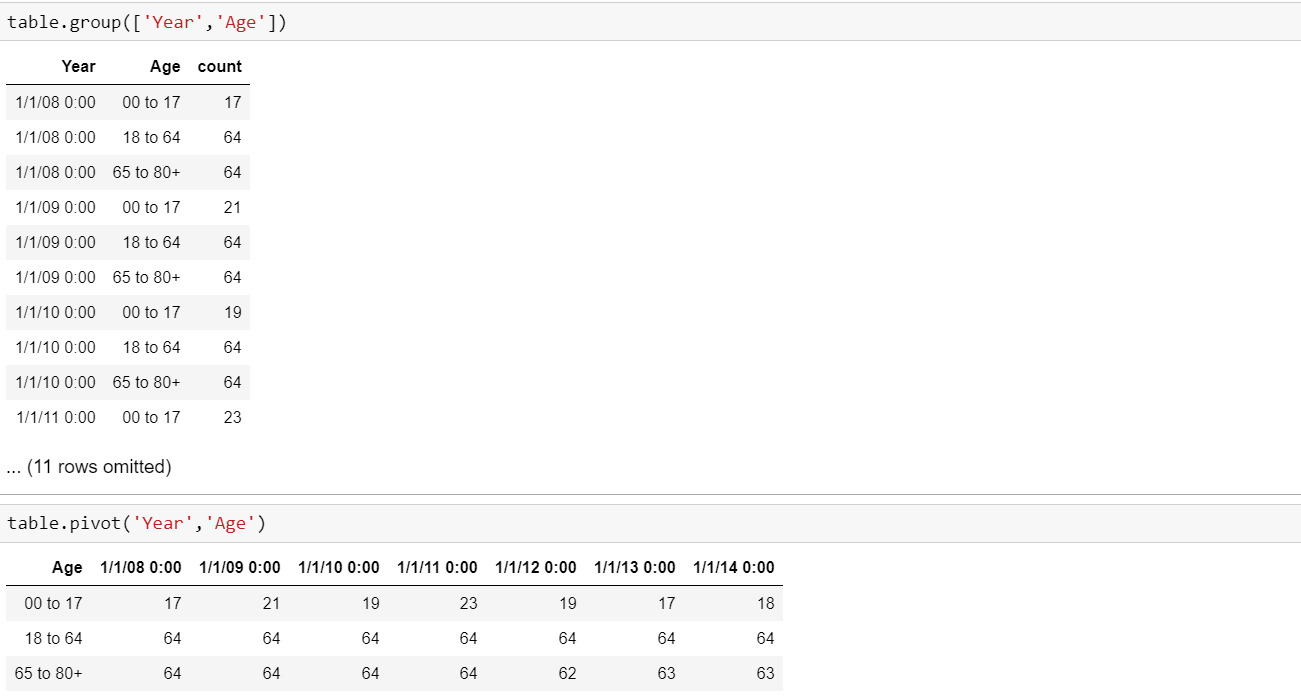 table.group(['Year','Age'])
Year Age count
1/1/08 0:00 00 to 17 17
1/1/08 0:00 18 to 64 64
1/1/08 0:00 65 to 80+ 64
1/1/09 0:00 00 to 17 21
1/1/09 0:00 18 to 64 64
1/1/09 0:00 65 to 80+ 64
1/1/10 0:00 00 to 17 19
1/1/10 0:00 18 to 64 64
1/1/10 0:00 65 to 80+ 64
1/1/11 0:00 00 to 17 23
... (11 rows omitted)
table.pivot('Year','Age')
Age 1/1/08 0:00 1/1/09 0:00 1/1/10 0:00 1/1/11 0:00 1/1/12 0:00 1/1/13 0:00 1/1/14 0:00
00 to 17 17 21 19 23 19 17 18
18 to 64 64 64 64 64 64 64 64
65 to 80+ 64 64 64 64 62 63 63